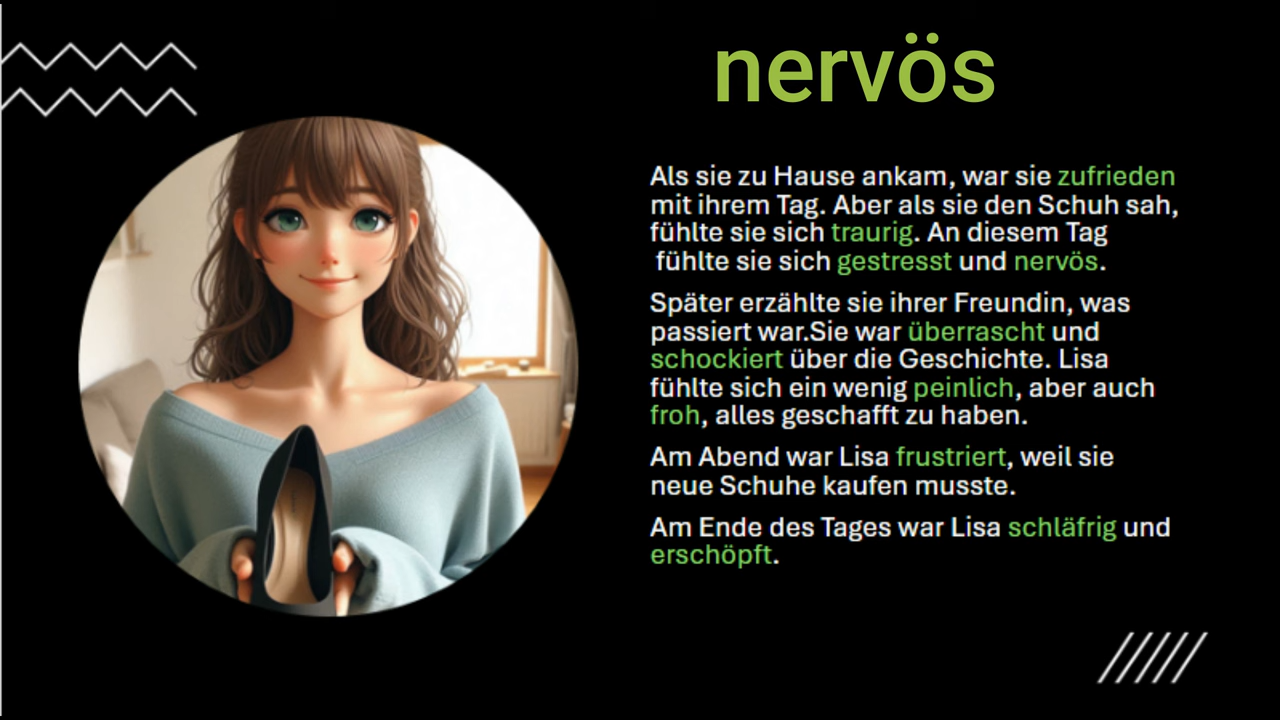 nervös
Als sie zu Hause ankam, war sie zufrieden
mit ihrem Tag. Aber als sie den Schuh sah,
fühlte sie sich traurig. An diesem Tag
fühlte sie sich gestresst und nervös.
Später erzählte sie ihrer Freundin, was
passiert war.Sie war überrascht und
schockiert über die Geschichte. Lisa
fühlte sich ein wenig peinlich, aber auch
froh, alles geschafft zu haben.
Am Abend war Lisa frustriert, weil sie
neue Schuhe kaufen musste.
Am Ende des Tages war Lisa schläfrig und
erschöpft.